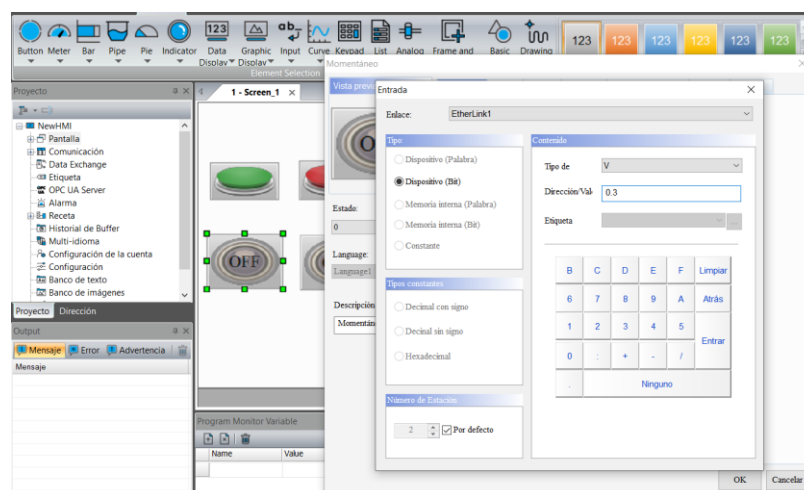 123
ab
Button Meter Bar Pipe Pie Indicator Data Graphic Input Curve Keypad List Analog Frame and Basic Drawing
Display Display
Element Selection
123 123 123 123 123 123
Momentáneo
Proyecto
1 - Screen_1
Vista previ
Entrada
NewHMI
Pantalla
Comunicación
Data Exchange
Etiqueta
OPC UA Server
Alarma
Receta
Historial de Buffer
Multi-idioma
Configuración de la cuenta
Configuración
Banco de texto
Banco de imágenes
Proyecto Dirección
Output
Mensaje Error Advertencia
Mensaje
OFF
Program Monitor Variable
Name Value
Estado:
0
Language:
Language1
Descripción
Momentán
Enlace: EtherLink1
Tipo:
Dispositivo (Palabra)
Dispositivo (Bit)
Memoria interna (Palabra)
Memoria interna (Bit)
Constante
Tipos constantes
Decimal con signo
Decimal sin signo
Hexadecimal
Número de Estación
2 Por defecto
Contenido
Tipo de V
Dirección/Val 0.3
Etiqueta ...
B C D E F Limpiar
6 7 8 9 A Atrás
1 2 3 4 5
Entrar
0 : + - /
. Ninguno
OK Cancelar